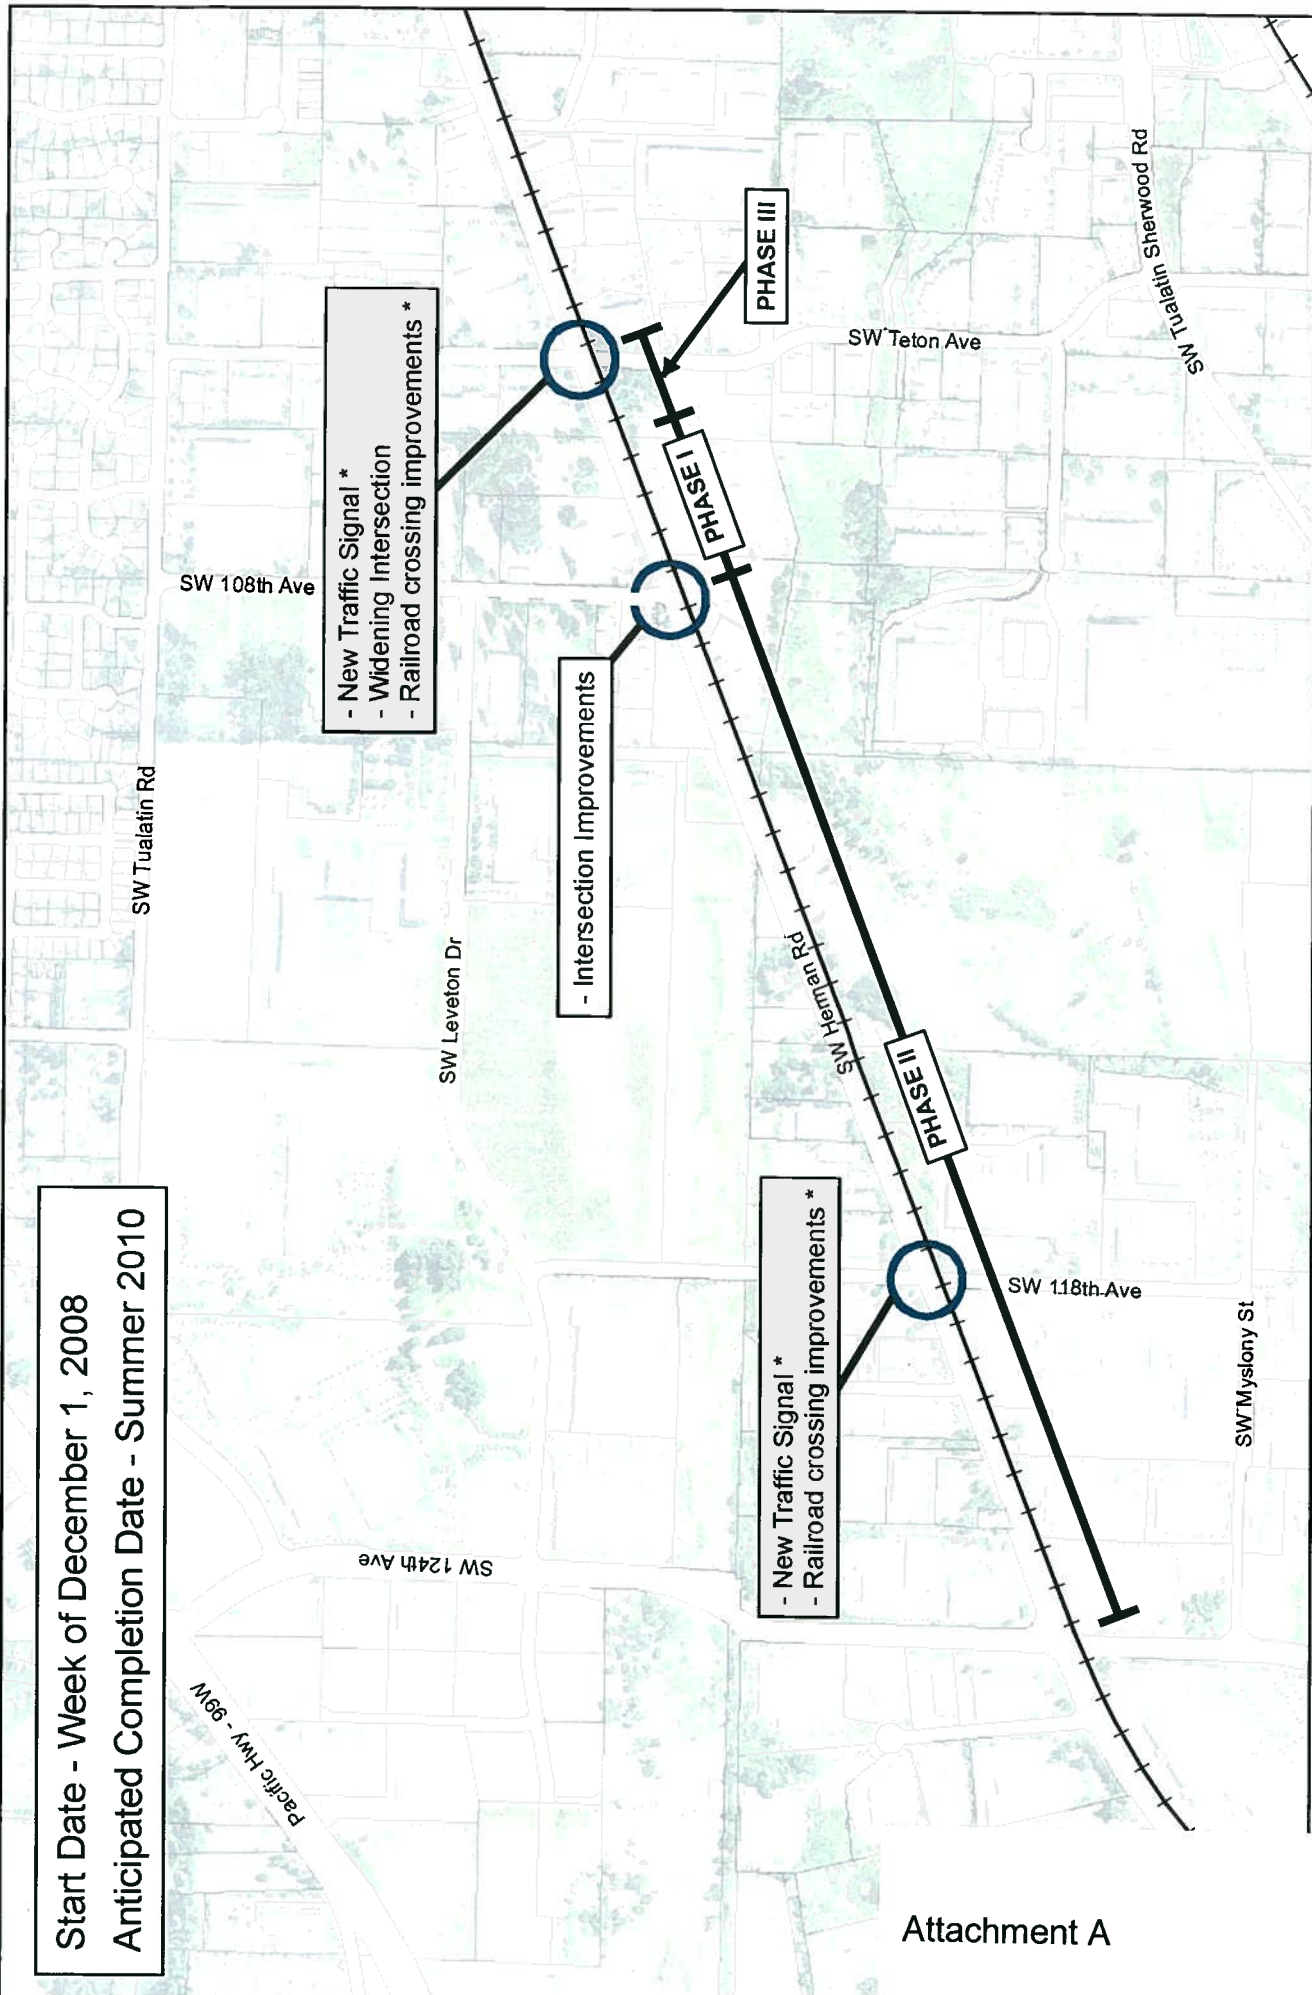 Start Date - Week of December 1, 2008
Anticipated Completion Date - Summer 2010
- New Traffic Signal *
- Widening Intersection
- Railroad crossing improvements *
- Intersection Improvements
- New Traffic Signal *
- Railroad crossing improvements *
PHASE III
PHASE I
PHASE II
SW Tualatin Rd
SW 108th Ave
SW Leveton Dr
SW Herman Rd
SW Teton Ave
SW Tualatin Sherwood Rd
SW 118th Ave
SW Myslony St
SW 124th Ave
Pacific Hwy - 99W
Attachment A